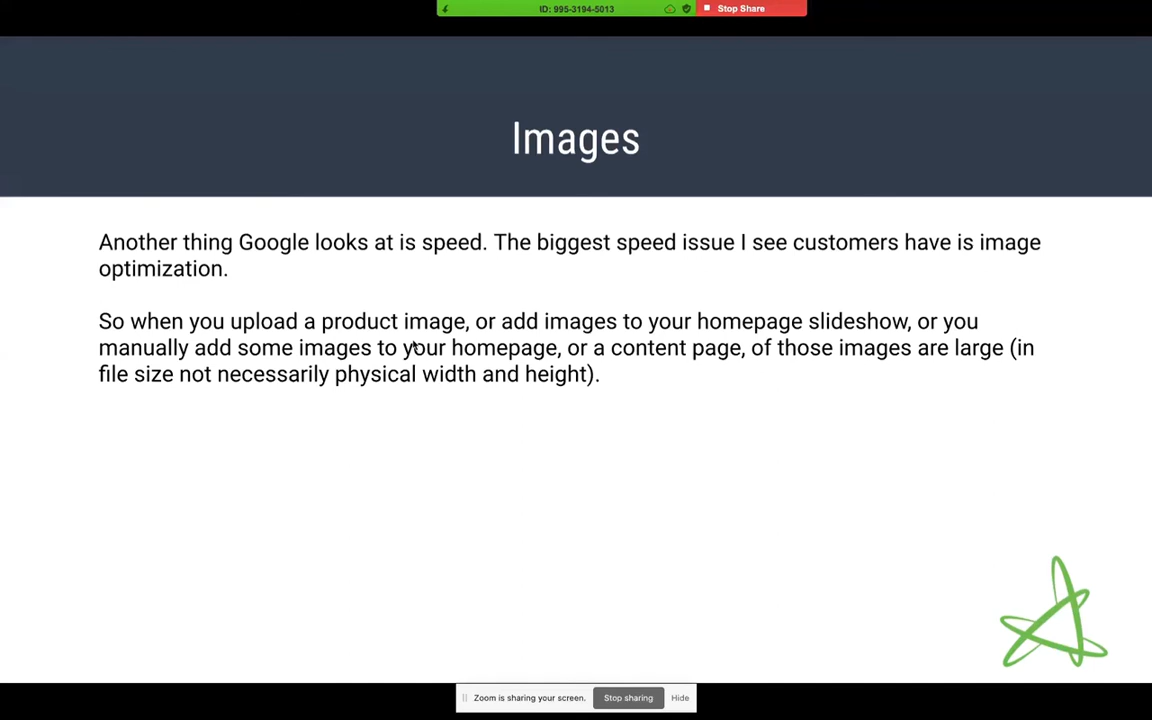 ID: 995-3194-5013
Stop Share
Images
Another thing Google looks at is speed. The biggest speed issue I see customers have is image
optimization.
So when you upload a product image, or add images to your homepage slideshow, or you
manually add some images to your homepage, or a content page, of those images are large (in
file size not necessarily physical width and height).
Zoom is sharing your screen.
Stop sharing
Hide